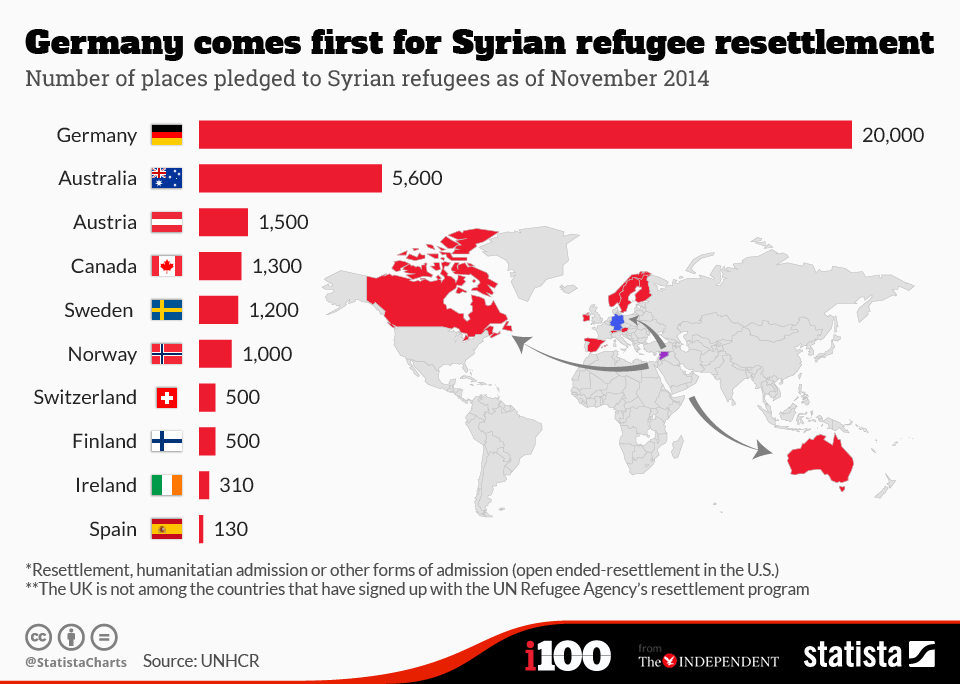 Germany comes first for Syrian refugee resettlement
Number of places pledged to Syrian refugees as of November 2014
Germany 20,000
Australia 5,600
Austria 1,500
Canada 1,300
Sweden 1,200
Norway 1,000
Switzerland 500
Finland 500
Ireland 310
Spain 130
*Resettlement, humanitatian admission or other forms of admission (open ended-resettlement in the U.S.)
**The UK is not among the countries that have signed up with the UN Refugee Agency's resettlement program
cc
@StatistaCharts Source: UNHCR
i100 from The INDEPENDENT statista